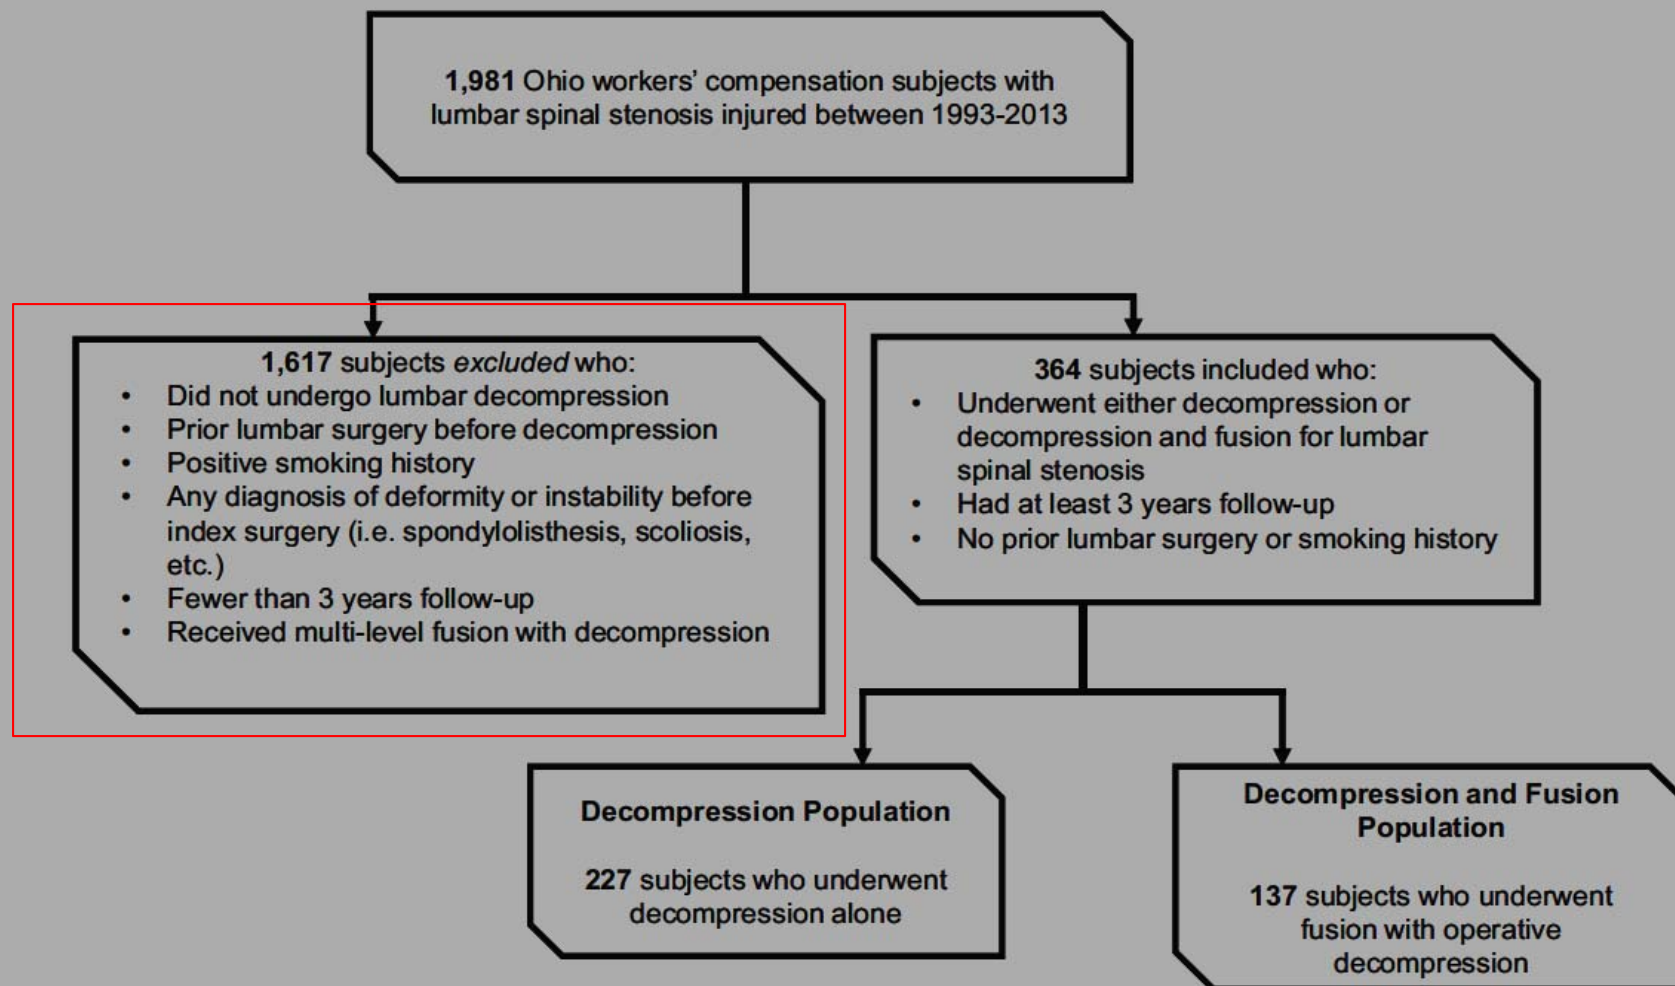 1,981 Ohio workers' compensation subjects with
lumbar spinal stenosis injured between 1993-2013
1,617 subjects excluded who:
• Did not undergo lumbar decompression
• Prior lumbar surgery before decompression
• Positive smoking history
• Any diagnosis of deformity or instability before
index surgery (i.e. spondylolisthesis, scoliosis,
etc.)
• Fewer than 3 years follow-up
• Received multi-level fusion with decompression
364 subjects included who:
• Underwent either decompression or
decompression and fusion for lumbar
spinal stenosis
• Had at least 3 years follow-up
• No prior lumbar surgery or smoking history
Decompression Population
227 subjects who underwent
decompression alone
Decompression and Fusion
Population
137 subjects who underwent
fusion with operative
decompression